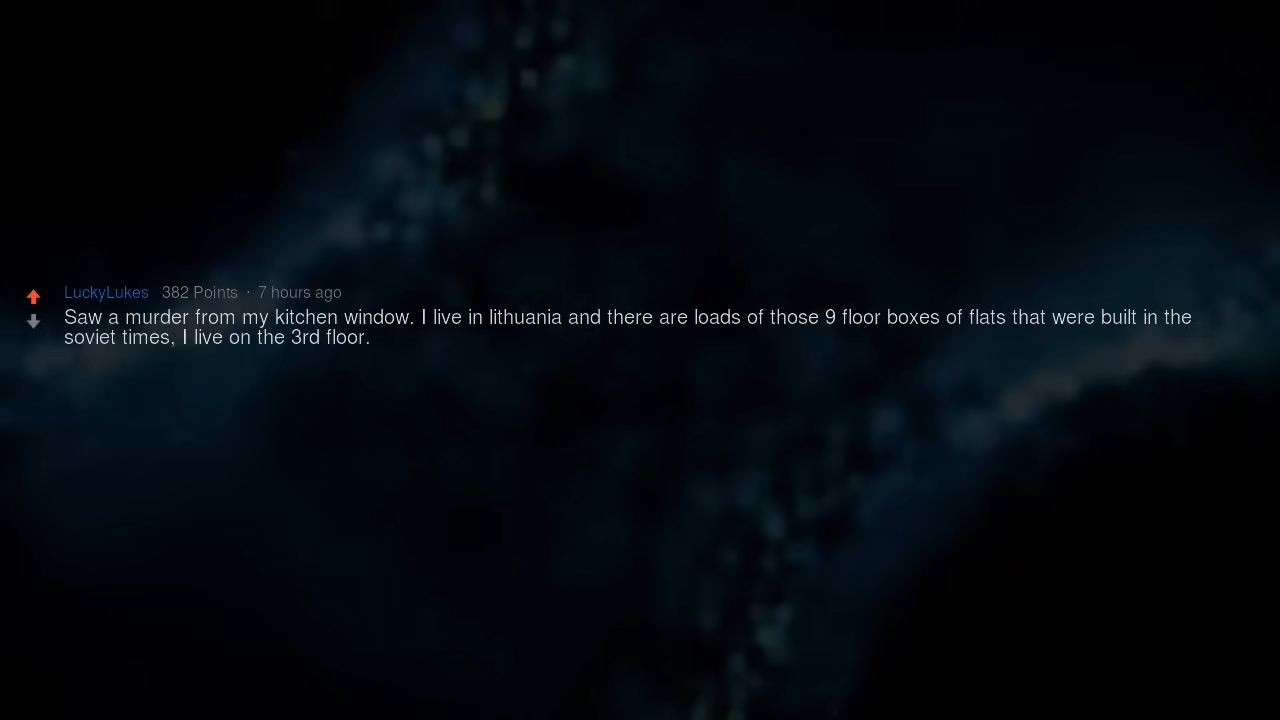 LuckyLukes 382 Points · 7 hours ago
Saw a murder from my kitchen window. I live in lithuania and there are loads of those 9 floor boxes of flats that were built in the
soviet times, I live on the 3rd floor.